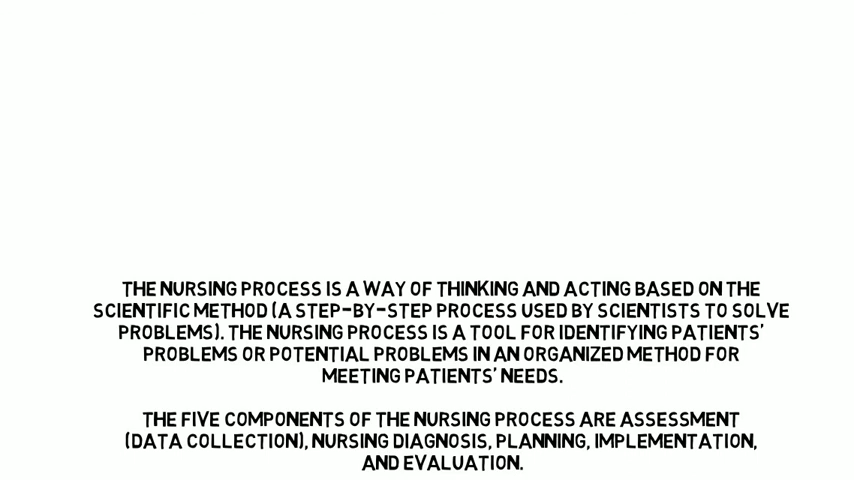 THE NURSING PROCESS IS A WAY OF THINKING AND ACTING BASED ON THE
SCIENTIFIC METHOD (A STEP-BY-STEP PROCESS USED BY SCIENTISTS TO SOLVE
PROBLEMS). THE NURSING PROCESS IS A TOOL FOR IDENTIFYING PATIENTS'
PROBLEMS OR POTENTIAL PROBLEMS IN AN ORGANIZED METHOD FOR
MEETING PATIENTS' NEEDS.
THE FIVE COMPONENTS OF THE NURSING PROCESS ARE ASSESSMENT
(DATA COLLECTION), NURSING DIAGNOSIS, PLANNING, IMPLEMENTATION,
AND EVALUATION.